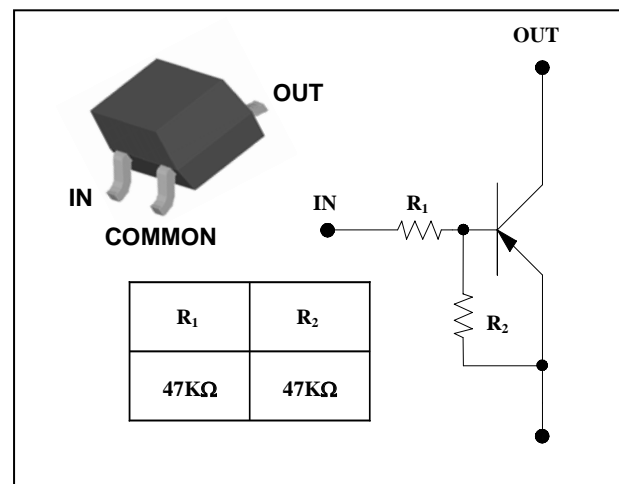 OUT
OUT
IN
COMMON
IN
R₁
R₂
R₁ R₂
47KΩ 47KΩ